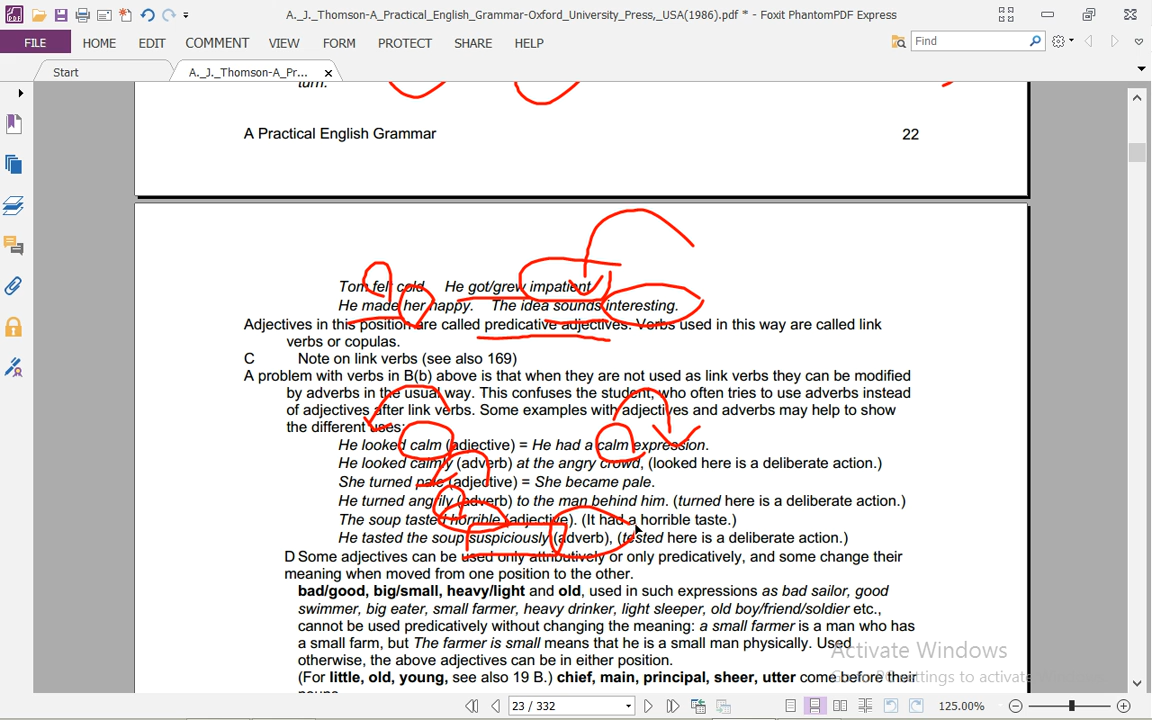 A._J._Thomson-A_Practical_English_Grammar-Oxford_University_Press,_USA(1986).pdf * - Foxit PhantomPDF Express
FILE HOME EDIT COMMENT VIEW FORM PROTECT SHARE HELP Find
Start A._J._Thomson-A_Pr...
turn.
A Practical English Grammar 22
Tom felt cold. He got/grew impatient.
He made her happy. The idea sounds interesting.
Adjectives in this position are called predicative adjectives. Verbs used in this way are called link
verbs or copulas.
C Note on link verbs (see also 169)
A problem with verbs in B(b) above is that when they are not used as link verbs they can be modified
by adverbs in the usual way. This confuses the student, who often tries to use adverbs instead
of adjectives after link verbs. Some examples with adjectives and adverbs may help to show
the different uses:
He looked calm (adjective) = He had a calm expression.
He looked calmly (adverb) at the angry crowd, (looked here is a deliberate action.)
She turned pale (adjective) = She became pale.
He turned angrily (adverb) to the man behind him. (turned here is a deliberate action.)
The soup tasted horrible (adjective). (It had a horrible taste.)
He tasted the soup suspiciously (adverb), (tested here is a deliberate action.)
D Some adjectives can be used only attributively or only predicatively, and some change their
meaning when moved from one position to the other.
bad/good, big/small, heavy/light and old, used in such expressions as bad sailor, good
swimmer, big eater, small farmer, heavy drinker, light sleeper, old boy/friend/soldier etc.,
cannot be used predicatively without changing the meaning: a small farmer is a man who has
a small farm, but The farmer is small means that he is a small man physically. Used
otherwise, the above adjectives can be in either position.
(For little, old, young, see also 19 B.) chief, main, principal, sheer, utter come before their
Activate Windows
23 / 332 125.00%